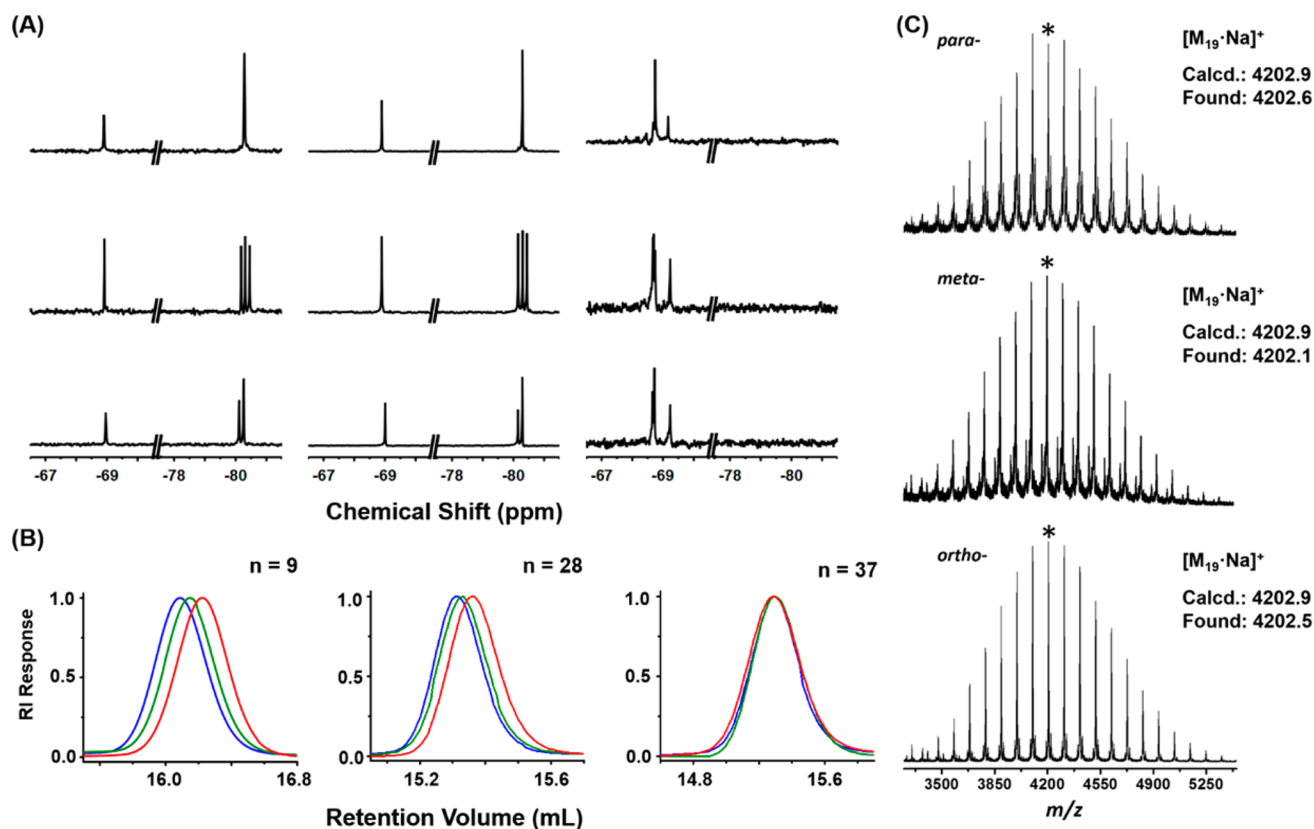 (A)
-67 -69 -78 -80 -67 -69 -78 -80 -67 -69 -78 -80
Chemical Shift (ppm)
(B)
n = 9
n = 28
n = 37
RI Response
1.0
0.5
0.0
16.0 16.8
1.0
0.5
0.0
15.2 15.6
1.0
0.5
0.0
14.8 15.6
Retention Volume (mL)
(C)
para-
*
[M₁₉·Na]⁺
Calcd.: 4202.9
Found: 4202.6
meta-
*
[M₁₉·Na]⁺
Calcd.: 4202.9
Found: 4202.1
ortho-
*
[M₁₉·Na]⁺
Calcd.: 4202.9
Found: 4202.5
3500 3850 4200 4550 4900 5250
m/z